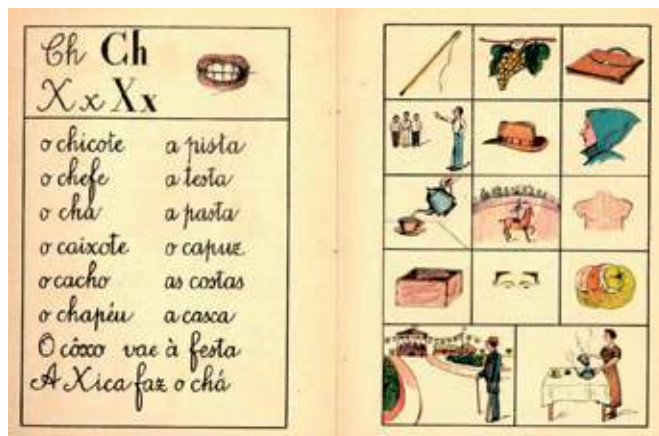 Ch Ch
X x X x
o chicote a pista
o chefe a testa
o chá a pasta
o caixote o capuz
o cacho as costas
o chapéu a casca
O côxo vae à festa
A Xica faz o chá